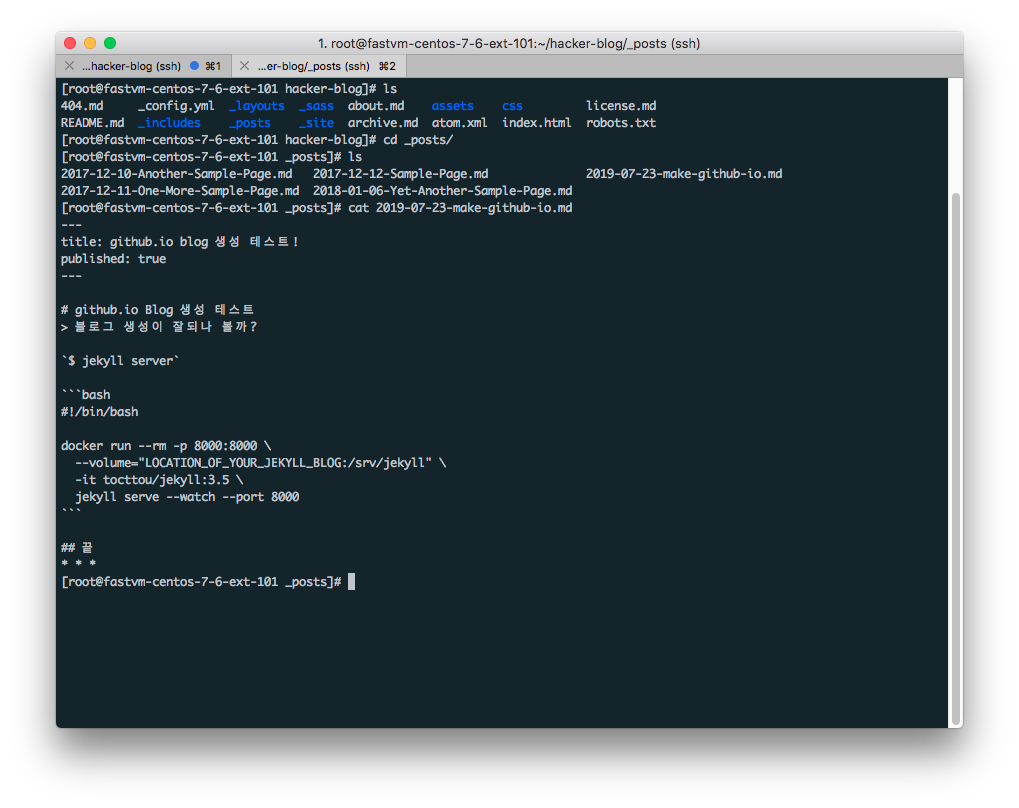 1. root@fastvm-centos-7-6-ext-101:~/hacker-blog/_posts (ssh)
...hacker-blog (ssh) ⌘1 ...er-blog/_posts (ssh) ⌘2
[root@fastvm-centos-7-6-ext-101 hacker-blog]# ls
404.md _config.yml _layouts _sass about.md assets css license.md
README.md _includes _posts _site archive.md atom.xml index.html robots.txt
[root@fastvm-centos-7-6-ext-101 hacker-blog]# cd _posts/
[root@fastvm-centos-7-6-ext-101 _posts]# ls
2017-12-10-Another-Sample-Page.md 2017-12-12-Sample-Page.md 2019-07-23-make-github-io.md
2017-12-11-One-More-Sample-Page.md 2018-01-06-Yet-Another-Sample-Page.md
[root@fastvm-centos-7-6-ext-101 _posts]# cat 2019-07-23-make-github-io.md
---
title: github.io blog 생성 테스트!
published: true
---
# github.io Blog 생성 테스트
> 블로그 생성이 잘되나 볼까?
`$ jekyll server`
```bash
#!/bin/bash
docker run --rm -p 8000:8000 \
--volume="LOCATION_OF_YOUR_JEKYLL_BLOG:/srv/jekyll" \
-it tocttou/jekyll:3.5 \
jekyll serve --watch --port 8000
```
## 끝
* * *
[root@fastvm-centos-7-6-ext-101 _posts]#